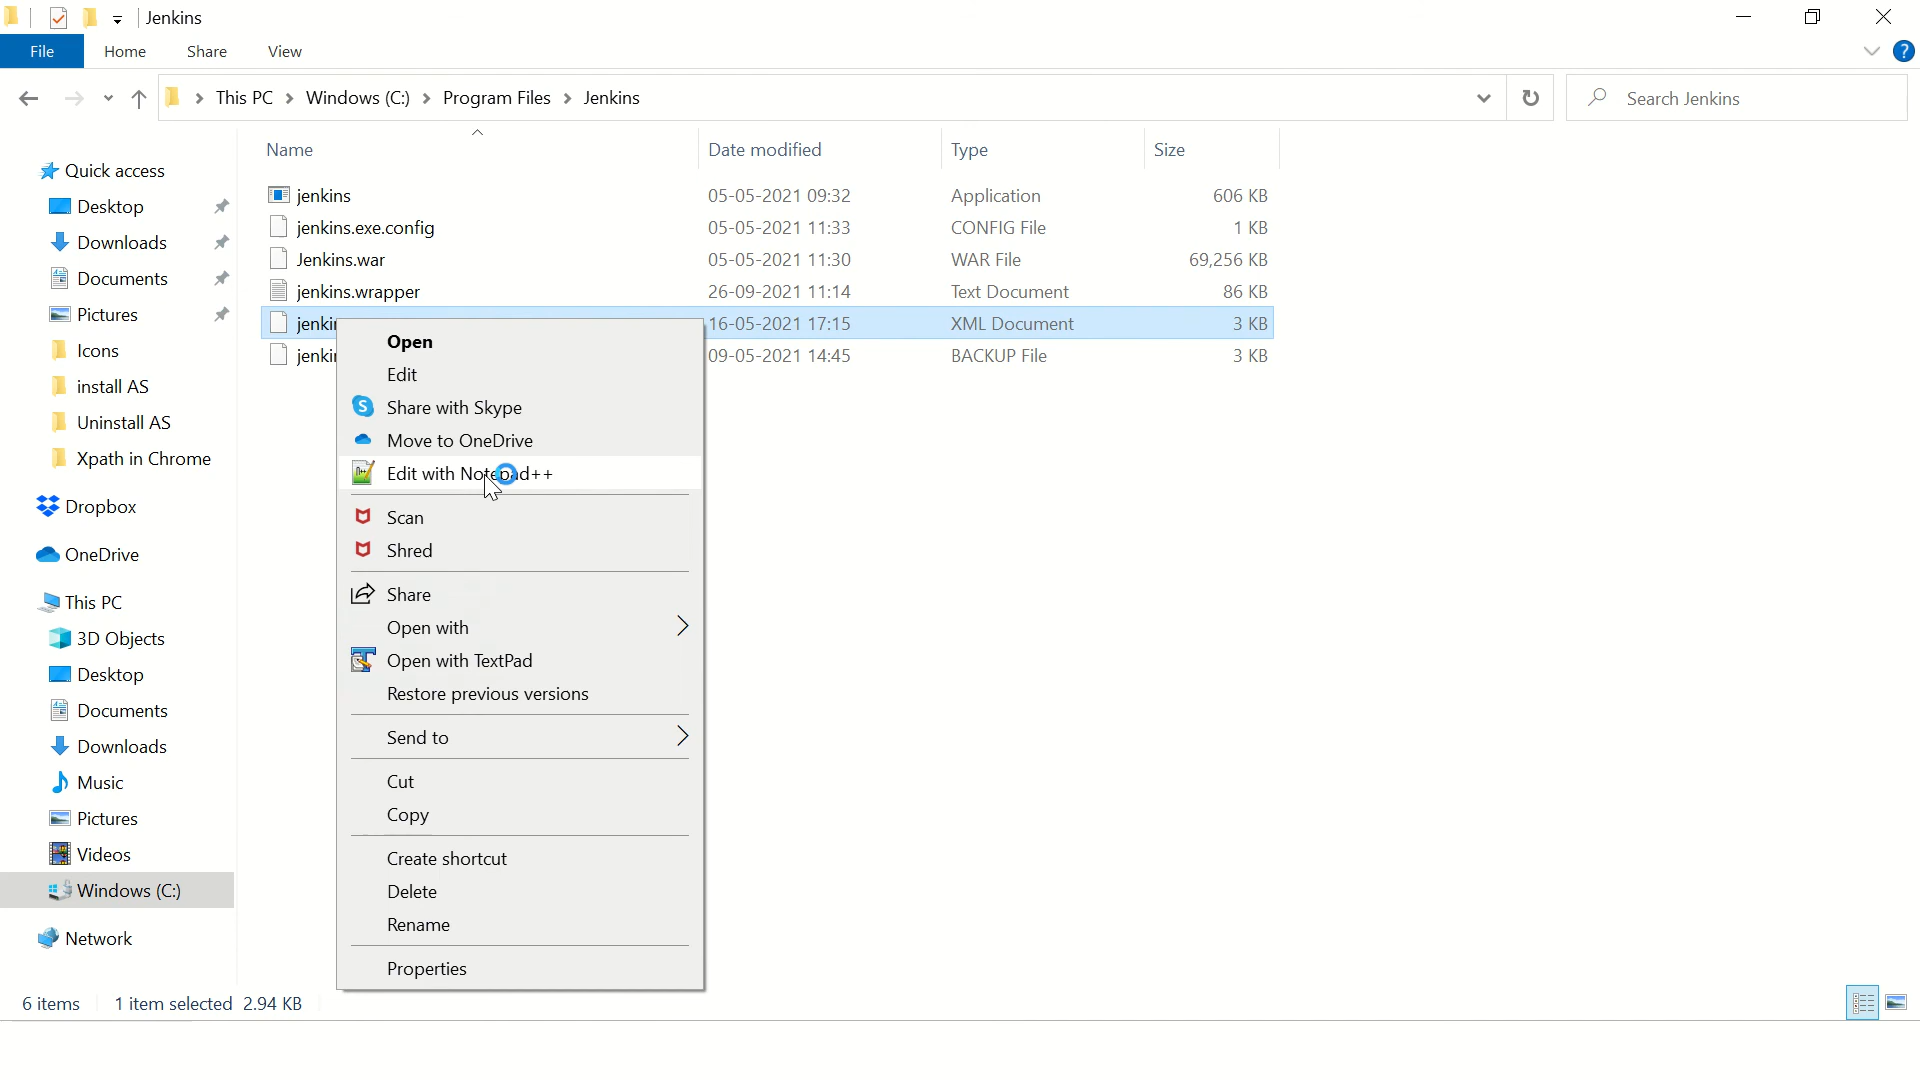 Jenkins
File Home Share View
This PC Windows (C:) Program Files Jenkins
Search Jenkins
Name Date modified Type Size
Quick access
Desktop
Downloads
Documents
Pictures
Icons
install AS
Uninstall AS
Xpath in Chrome
Dropbox
OneDrive
This PC
3D Objects
Desktop
Documents
Downloads
Music
Pictures
Videos
Windows (C:)
Network
jenkins 05-05-2021 09:32 Application 606 KB
jenkins.exe.config 05-05-2021 11:33 CONFIG File 1 KB
Jenkins.war 05-05-2021 11:30 WAR File 69,256 KB
jenkins.wrapper 26-09-2021 11:14 Text Document 86 KB
16-05-2021 17:15 XML Document 3 KB
09-05-2021 14:45 BACKUP File 3 KB
Open
Edit
Share with Skype
Move to OneDrive
Edit with Notepad++
Scan
Shred
Share
Open with
Open with TextPad
Restore previous versions
Send to
Cut
Copy
Create shortcut
Delete
Rename
Properties
6 items 1 item selected 2.94 KB